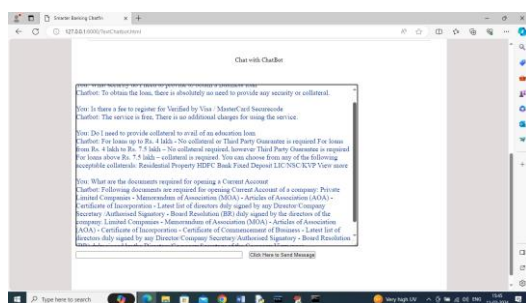 Smarter Banking Chatbot
127.0.0.1:8000/TextChatbot.html
Chat with ChatBot
Chatbot: To obtain the loan, there is absolutely no need to provide any security or collateral.
You: Is there a fee to register for Verified by Visa / MasterCard Securecode
Chatbot: The service is free. There is no additional charges for using the service.
You: Do I need to provide collateral to avail of an education loan
Chatbot: For loans up to Rs. 4 lakh - No collateral or Third Party Guarantee is required For loans
from Rs. 4 lakh to Rs. 7.5 lakh – No collateral required, however Third Party Guarantee is required
For loans above Rs. 7.5 lakh – collateral is required. You can choose from any of the following
acceptable collaterals: Residential Property HDFC Bank Fixed Deposit LIC/NSC/KVP View more
You: What are the documents required for opening a Current Account
Chatbot: Following documents are required for opening Current Account of a company: Private
Limited Companies - Memorandum of Association (MOA) - Articles of Association (AOA) -
Certificate of Incorporation - Latest list of directors duly signed by any Director/Company
Secretary/Authorised Signatory - Board Resolution (BR) duly signed by the directors of the
company. Limited Companies - Memorandum of Association (MOA) - Articles of Association
(AOA) - Certificate of Incorporation - Certificate of Commencement of Business - Latest list of
directors duly signed by any Director/Company Secretary/Authorised Signatory - Board Resolution
Click Here to Send Message
Type here to search
Very high UV
ENG
15:45